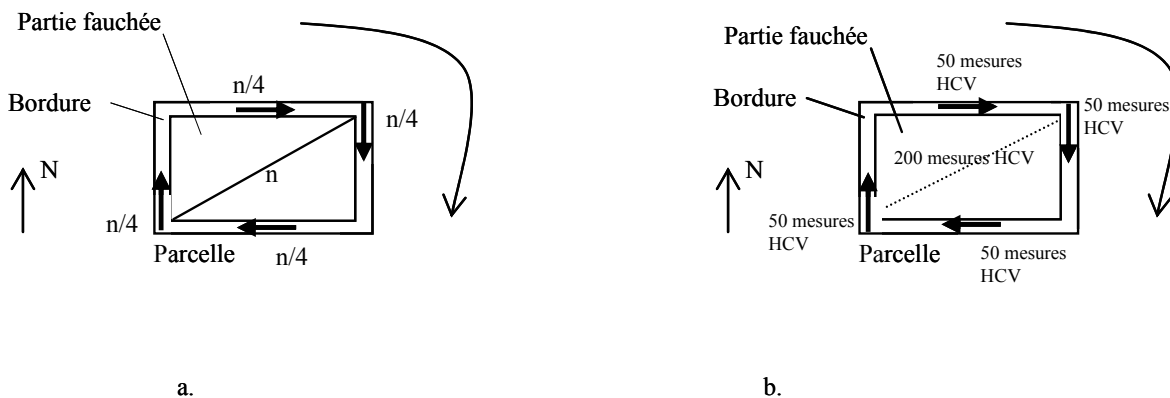 Partie fauchée
n/4
Bordure
n/4
N
n
n/4
Parcelle
n/4
a.
Partie fauchée
50 mesures
HCV
Bordure
50 mesures
HCV
200 mesures HCV
N
50 mesures
HCV
Parcelle
50 mesures
HCV
b.